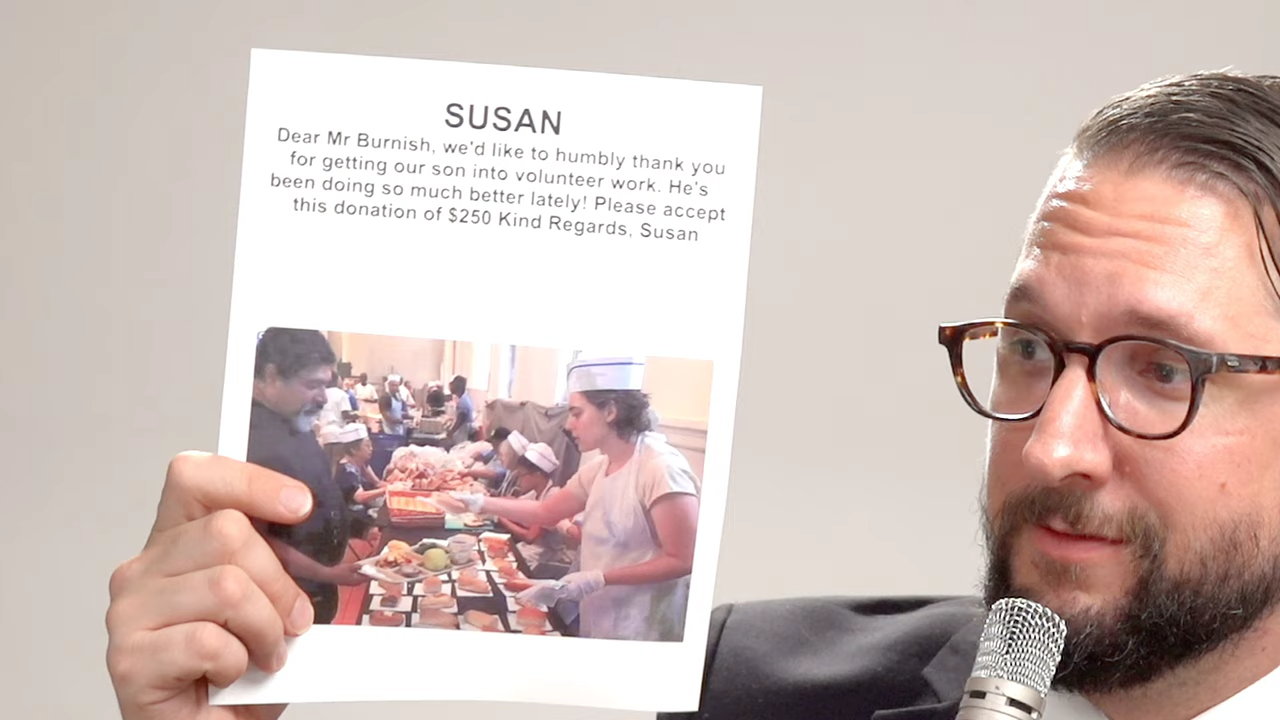 SUSAN
Dear Mr Burnish, we'd like to humbly thank you
for getting our son into volunteer work. He's
been doing so much better lately! Please accept
this donation of $250 Kind Regards, Susan